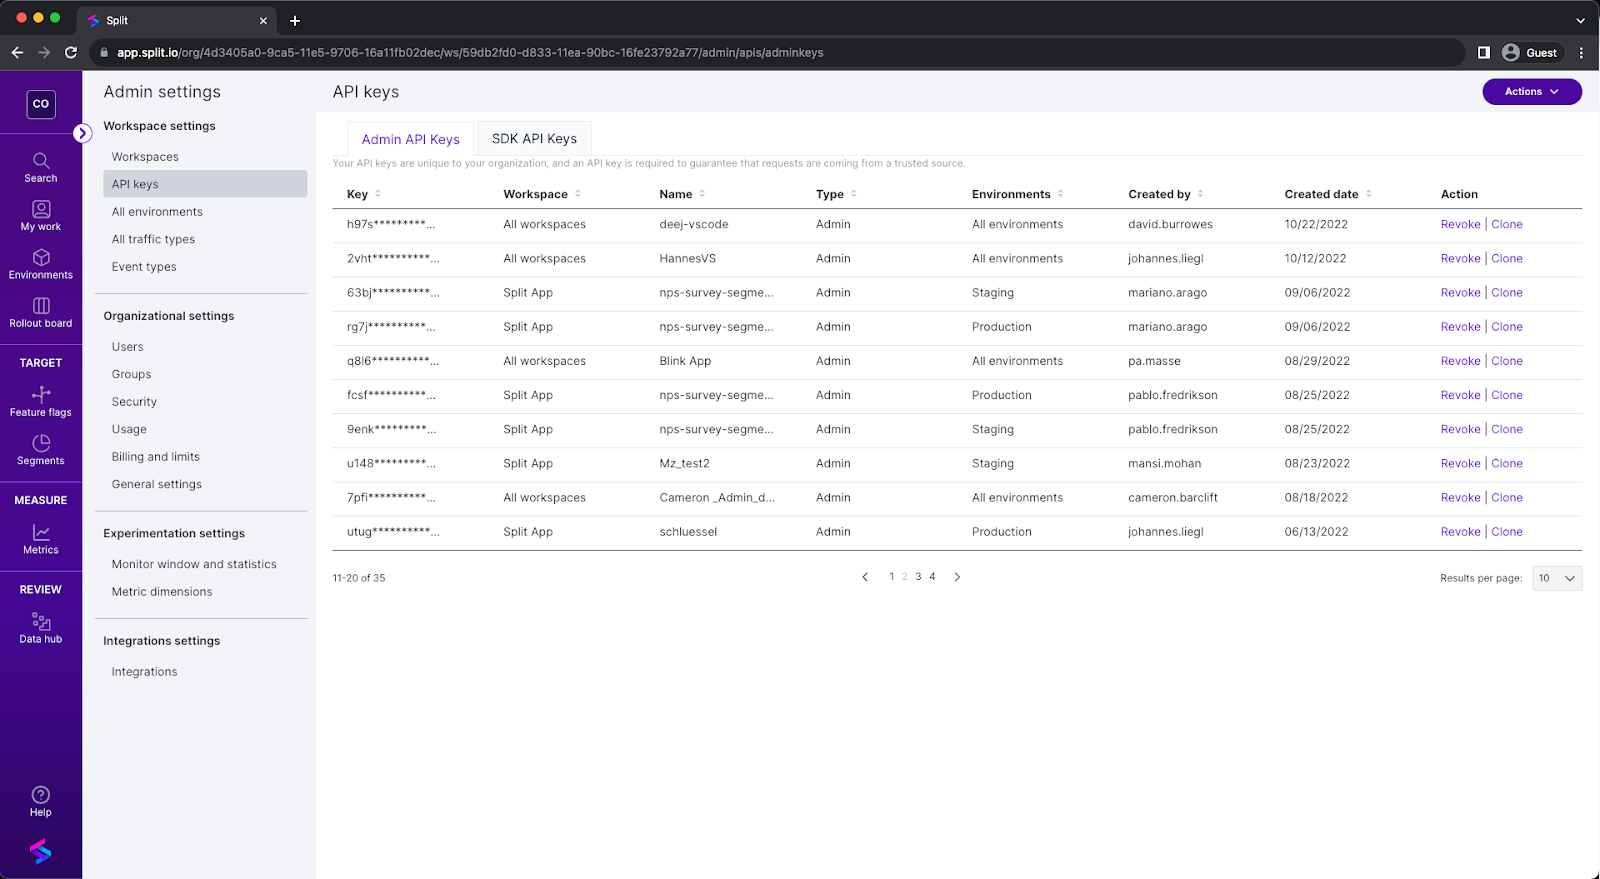 Split
app.split.io/org/4d3405a0-9ca5-11e5-9706-16a11fb02dec/ws/59db2fd0-d833-11ea-90bc-16fe23792a77/admin/apis/adminkeys
Guest
CO
Search
My work
Environments
Rollout board
TARGET
Feature flags
Segments
MEASURE
Metrics
REVIEW
Data hub
Help
Admin settings
Workspace settings
Workspaces
API keys
All environments
All traffic types
Event types
Organizational settings
Users
Groups
Security
Usage
Billing and limits
General settings
Experimentation settings
Monitor window and statistics
Metric dimensions
Integrations settings
Integrations
API keys
Actions
Admin API Keys SDK API Keys
Your API keys are unique to your organization, and an API key is required to guarantee that requests are coming from a trusted source.
Key Workspace Name Type Environments Created by Created date Action
h97s*********... All workspaces deej-vscode Admin All environments david.burrowes 10/22/2022 Revoke | Clone
2vht**********... All workspaces HannesVS Admin All environments johannes.liegl 10/12/2022 Revoke | Clone
63bj**********... Split App nps-survey-segme... Admin Staging mariano.arago 09/06/2022 Revoke | Clone
rg7j**********... Split App nps-survey-segme... Admin Production mariano.arago 09/06/2022 Revoke | Clone
q8l6**********... All workspaces Blink App Admin All environments pa.masse 08/29/2022 Revoke | Clone
fcsf**********... Split App nps-survey-segme... Admin Production pablo.fredrikson 08/25/2022 Revoke | Clone
9enk*********... Split App nps-survey-segme... Admin Staging pablo.fredrikson 08/25/2022 Revoke | Clone
u148*********... Split App Mz_test2 Admin Staging mansi.mohan 08/23/2022 Revoke | Clone
7pfi**********... All workspaces Cameron _Admin_d... Admin All environments cameron.barclift 08/18/2022 Revoke | Clone
utug**********... Split App schluessel Admin Production johannes.liegl 06/13/2022 Revoke | Clone
11-20 of 35
1 2 3 4
Results per page: 10